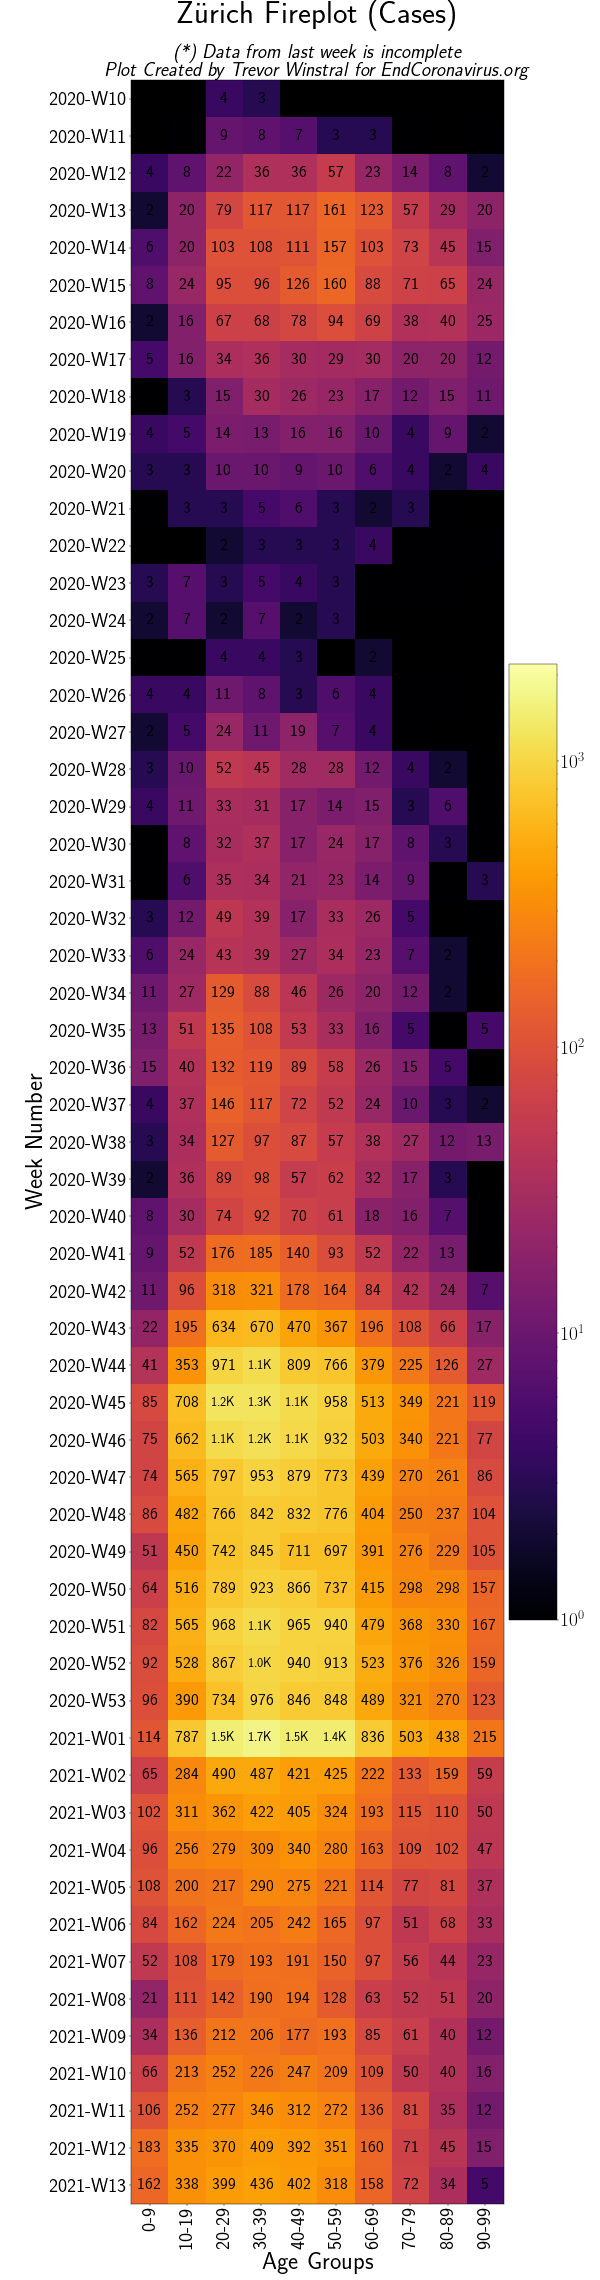 Zürich Fireplot (Cases)
(*) Data from last week is incomplete
Plot Created by Trevor Winstral for EndCoronavirus.org
2020-W10 4 3
2020-W11 9 8 7 3 3
2020-W12 4 8 22 36 36 57 23 14 8 2
2020-W13 2 20 79 117 117 161 123 57 29 20
2020-W14 6 20 103 108 111 157 103 73 45 15
2020-W15 8 24 95 96 126 160 88 71 65 24
2020-W16 2 16 67 68 78 94 69 38 40 25
2020-W17 5 16 34 36 30 29 30 20 20 12
2020-W18 3 15 30 26 23 17 12 15 11
2020-W19 4 5 14 13 16 16 10 4 9 2
2020-W20 3 3 10 10 9 10 6 4 2 4
2020-W21 3 3 5 6 3 2 3
2020-W22 2 3 3 3 4
2020-W23 3 7 3 5 4 3
2020-W24 2 7 2 7 2 3
2020-W25 4 4 3 2
2020-W26 4 4 11 8 3 6 4
2020-W27 2 5 24 11 19 7 4
2020-W28 3 10 52 45 28 28 12 4 2
2020-W29 4 11 33 31 17 14 15 3 6
2020-W30 8 32 37 17 24 17 8 3
2020-W31 6 35 34 21 23 14 9 3
2020-W32 3 12 49 39 17 33 26 5
2020-W33 6 24 43 39 27 34 23 7 2
2020-W34 11 27 129 88 46 26 20 12 2
2020-W35 13 51 135 108 53 33 16 5 5
2020-W36 15 40 132 119 89 58 26 15 5
2020-W37 4 37 146 117 72 52 24 10 3 2
2020-W38 3 34 127 97 87 57 38 27 12 13
2020-W39 2 36 89 98 57 62 32 17 3
2020-W40 8 30 74 92 70 61 18 16 7
2020-W41 9 52 176 185 140 93 52 22 13
2020-W42 11 96 318 321 178 164 84 42 24 7
2020-W43 22 195 634 670 470 367 196 108 66 17
2020-W44 41 353 971 1.1K 809 766 379 225 126 27
2020-W45 85 708 1.2K 1.3K 1.1K 958 513 349 221 119
2020-W46 75 662 1.1K 1.2K 1.1K 932 503 340 221 77
2020-W47 74 565 797 953 879 773 439 270 261 86
2020-W48 86 482 766 842 832 776 404 250 237 104
2020-W49 51 450 742 845 711 697 391 276 229 105
2020-W50 64 516 789 923 866 737 415 298 298 157
2020-W51 82 565 968 1.1K 965 940 479 368 330 167
2020-W52 92 528 867 1.0K 940 913 523 376 326 159
2020-W53 96 390 734 976 846 848 489 321 270 123
2021-W01 114 787 1.5K 1.7K 1.5K 1.4K 836 503 438 215
2021-W02 65 284 490 487 421 425 222 133 159 59
2021-W03 102 311 362 422 405 324 193 115 110 50
2021-W04 96 256 279 309 340 280 163 109 102 47
2021-W05 108 200 217 290 275 221 114 77 81 37
2021-W06 84 162 224 205 242 165 97 51 68 33
2021-W07 52 108 179 193 191 150 97 56 44 23
2021-W08 21 111 142 190 194 128 63 52 51 20
2021-W09 34 136 212 206 177 193 85 61 40 12
2021-W10 66 213 252 226 247 209 109 50 40 16
2021-W11 106 252 277 346 312 272 136 81 35 12
2021-W12 183 335 370 409 392 351 160 71 45 15
2021-W13 162 338 399 436 402 318 158 72 34 5
0-9 10-19 20-29 30-39 40-49 50-59 60-69 70-79 80-89 90-99
Age Groups
Week Number
10³
10²
10¹
10⁰